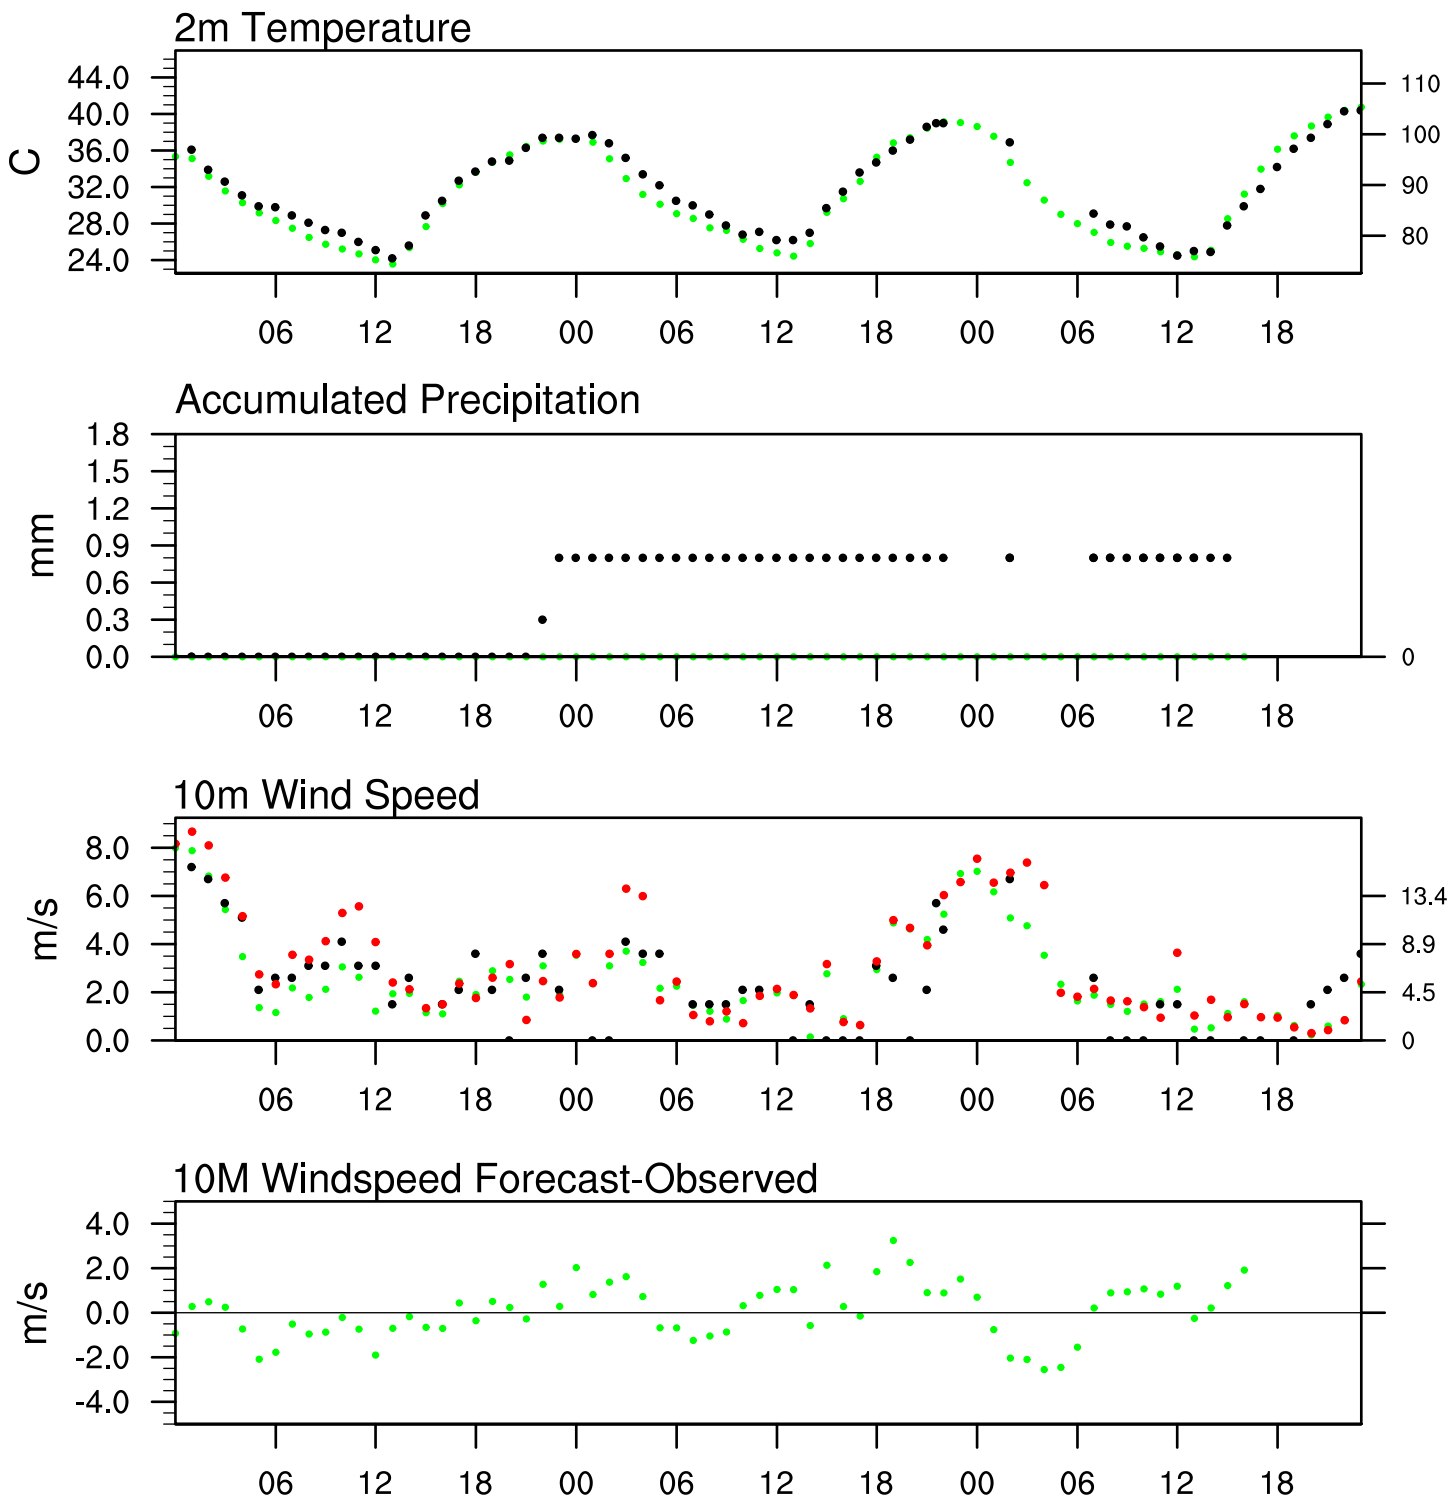 2m Temperature
44.0
40.0
36.0
32.0
28.0
24.0
C
110
100
90
80
06 12 18 00 06 12 18 00 06 12 18
Accumulated Precipitation
1.8
1.5
1.2
0.9
0.6
0.3
0.0
mm
0
06 12 18 00 06 12 18 00 06 12 18
10m Wind Speed
8.0
6.0
4.0
2.0
0.0
m/s
13.4
8.9
4.5
0
06 12 18 00 06 12 18 00 06 12 18
10M Windspeed Forecast-Observed
4.0
2.0
0.0
-2.0
-4.0
m/s
06 12 18 00 06 12 18 00 06 12 18